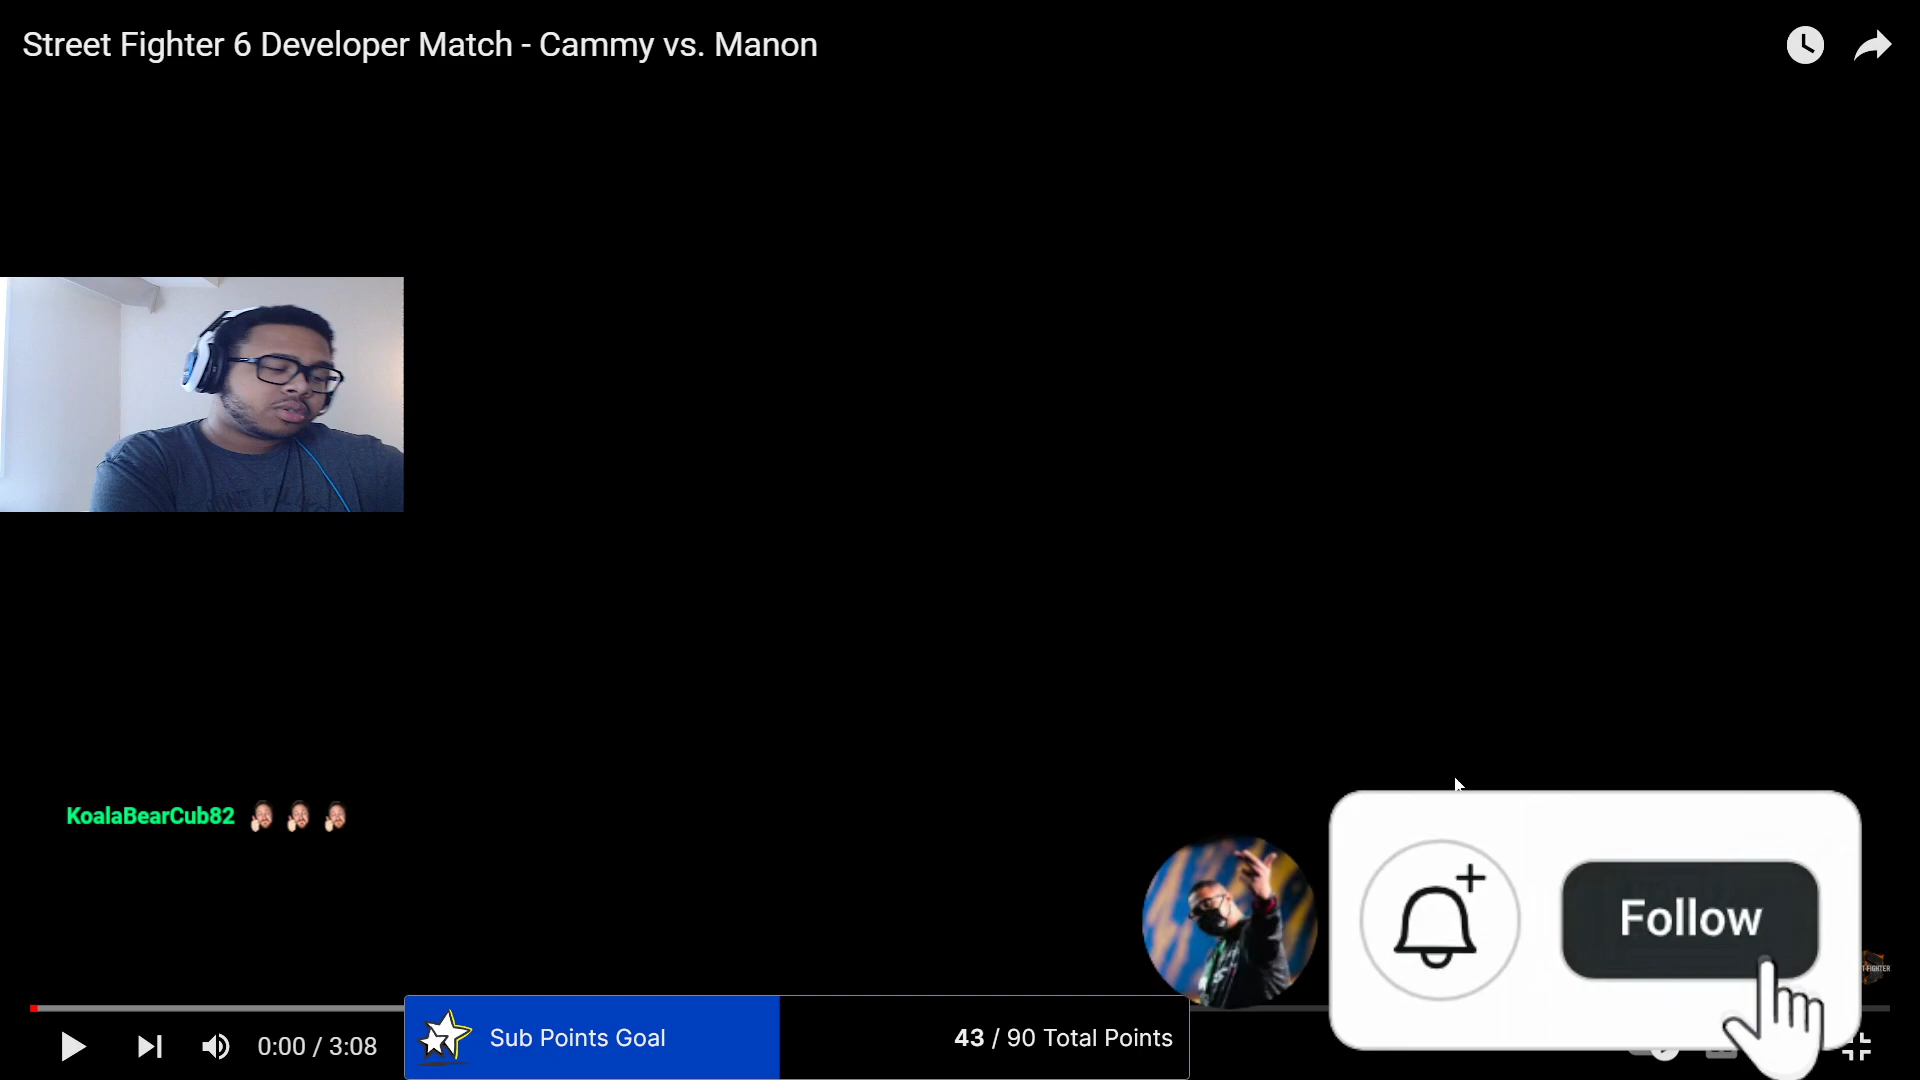 Street Fighter 6 Developer Match - Cammy vs. Manon
KoalaBearCub82
Follow
0:00 / 3:08
Sub Points Goal
43 / 90 Total Points